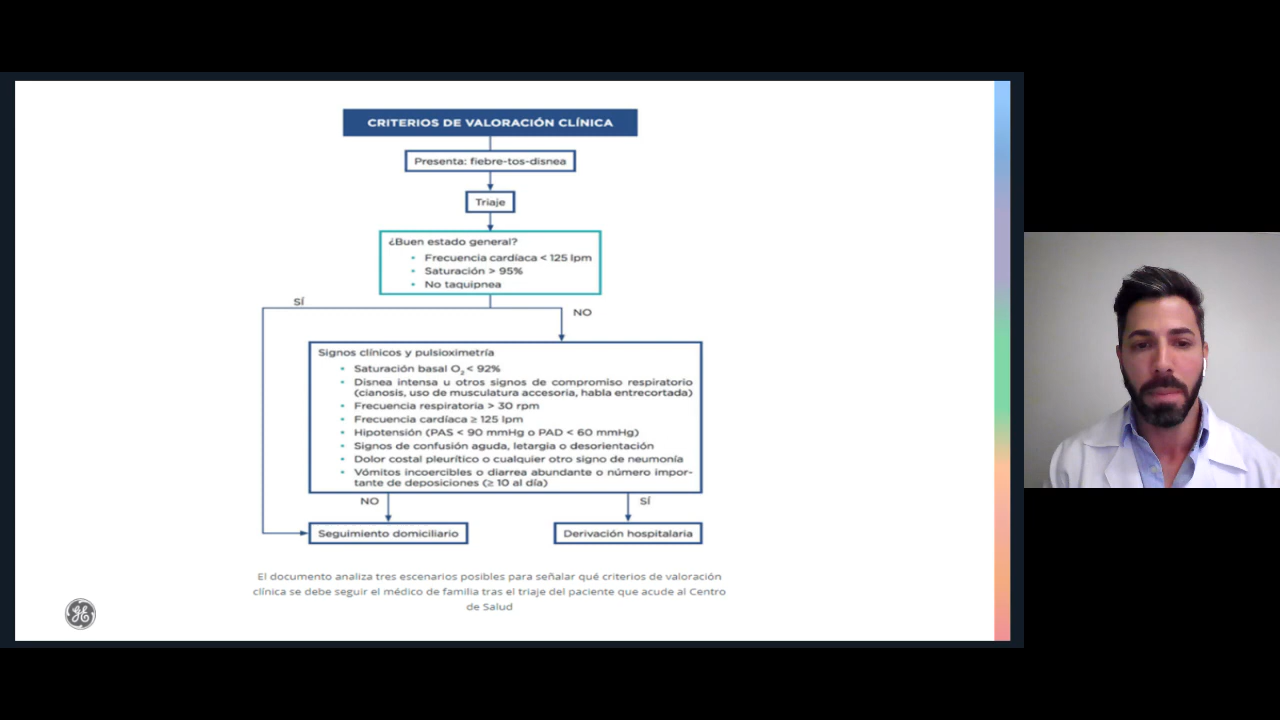 CRITERIOS DE VALORACIÓN CLÍNICA
Presenta: fiebre-tos-disnea
Triaje
¿Buen estado general?
• Frecuencia cardíaca < 125 lpm
• Saturación > 95%
• No taquipnea
SÍ
NO
Signos clínicos y pulsioximetría
• Saturación basal O₂ < 92%
• Disnea intensa u otros signos de compromiso respiratorio
(cianosis, uso de musculatura accesoria, habla entrecortada)
• Frecuencia respiratoria > 30 rpm
• Frecuencia cardíaca ≥ 125 lpm
• Hipotensión (PAS < 90 mmHg o PAD < 60 mmHg)
• Signos de confusión aguda, letargia o desorientación
• Dolor costal pleurítico o cualquier otro signo de neumonía
• Vómitos incoercibles o diarrea abundante o número impor-
tante de deposiciones (≥ 10 al día)
NO
SÍ
Seguimiento domiciliario
Derivación hospitalaria
El documento analiza tres escenarios posibles para señalar qué criterios de valoración
clínica se debe seguir el médico de familia tras el triaje del paciente que acude al Centro
de Salud
GE